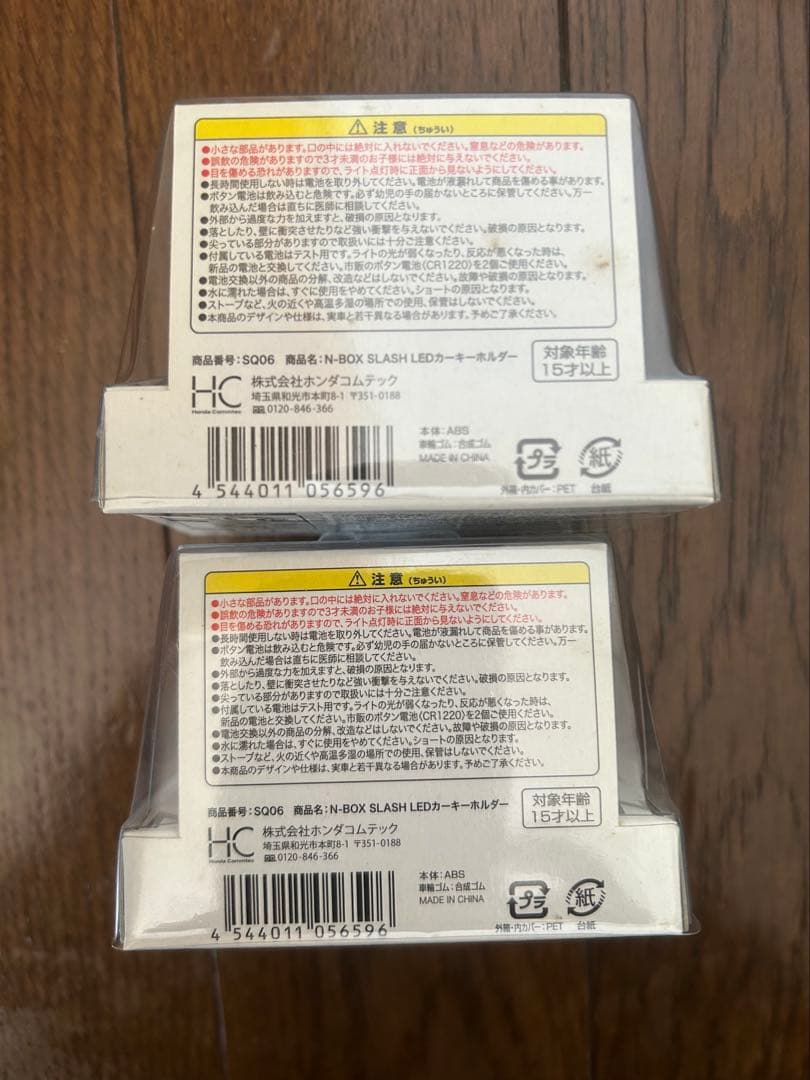 ⚠注意(ちゅうい)
●小さな部品があります。口の中には絶対に入れないでください。窒息などの危険があります。
●誤飲の危険がありますので3才未満のお子様には絶対に与えないでください。
●目を傷める恐れがありますので、ライト点灯時に正面から見ないようにしてください。
●長時間使用しない時は電池を取り外してください。電池が液漏れして商品を傷める事があります。
●ボタン電池は飲み込むと危険です。必ず幼児の手の届かないところに保管してください。万一
飲み込んだ場合は直ちに医師に相談してください。
●外部から過度な力を加えますと、破損の原因となります。
●落としたり、壁に衝突させたりなど強い衝撃を与えないでください。破損の原因となります。
●尖っている部分がありますので取扱いには十分ご注意ください。
●付属している電池はテスト用です。ライトの光が弱くなったり、反応が悪くなった時は、
新品の電池と交換してください。市販のボタン電池〈CR1220〉を2個ご使用ください。
●電池交換以外の商品の分解、改造などはしないでください。故障や破損の原因となります。
●水に濡れた場合は、すぐに使用をやめてください。ショートの原因となります。
●ストーブなど、火の近くや高温多湿の場所での使用、保管はしないでください。
●本商品のデザインや仕様は、実車と若干異なる場合があります。予めご了承ください。
商品番号:SQ06 商品名:N-BOX SLASH LEDカーキーホルダー
対象年齢
15才以上
HC
Honda Commtec
株式会社ホンダコムテック
埼玉県和光市本町8-1 〒351-0188
0120-846-366
本体:ABS
車輪ゴム:合成ゴム
MADE IN CHINA
プラ
外箱・内カバー:PET
紙
台紙
4 544011 056596
⚠注意(ちゅうい)
●小さな部品があります。口の中には絶対に入れないでください。窒息などの危険があります。
●誤飲の危険がありますので3才未満のお子様には絶対に与えないでください。
●目を傷める恐れがありますので、ライト点灯時に正面から見ないようにしてください。
●長時間使用しない時は電池を取り外してください。電池が液漏れして商品を傷める事があります。
●ボタン電池は飲み込むと危険です。必ず幼児の手の届かないところに保管してください。万一
飲み込んだ場合は直ちに医師に相談してください。
●外部から過度な力を加えますと、破損の原因となります。
●落としたり、壁に衝突させたりなど強い衝撃を与えないでください。破損の原因となります。
●尖っている部分がありますので取扱いには十分ご注意ください。
●付属している電池はテスト用です。ライトの光が弱くなったり、反応が悪くなった時は、
新品の電池と交換してください。市販のボタン電池〈CR1220〉を2個ご使用ください。
●電池交換以外の商品の分解、改造などはしないでください。故障や破損の原因となります。
●水に濡れた場合は、すぐに使用をやめてください。ショートの原因となります。
●ストーブなど、火の近くや高温多湿の場所での使用、保管はしないでください。
●本商品のデザインや仕様は、実車と若干異なる場合があります。予めご了承ください。
商品番号:SQ06 商品名:N-BOX SLASH LEDカーキーホルダー
対象年齢
15才以上
HC
Honda Commtec
株式会社ホンダコムテック
埼玉県和光市本町8-1 〒351-0188
0120-846-366
本体:ABS
車輪ゴム:合成ゴム
MADE IN CHINA
プラ
外箱・内カバー:PET
紙
台紙
4 544011 056596